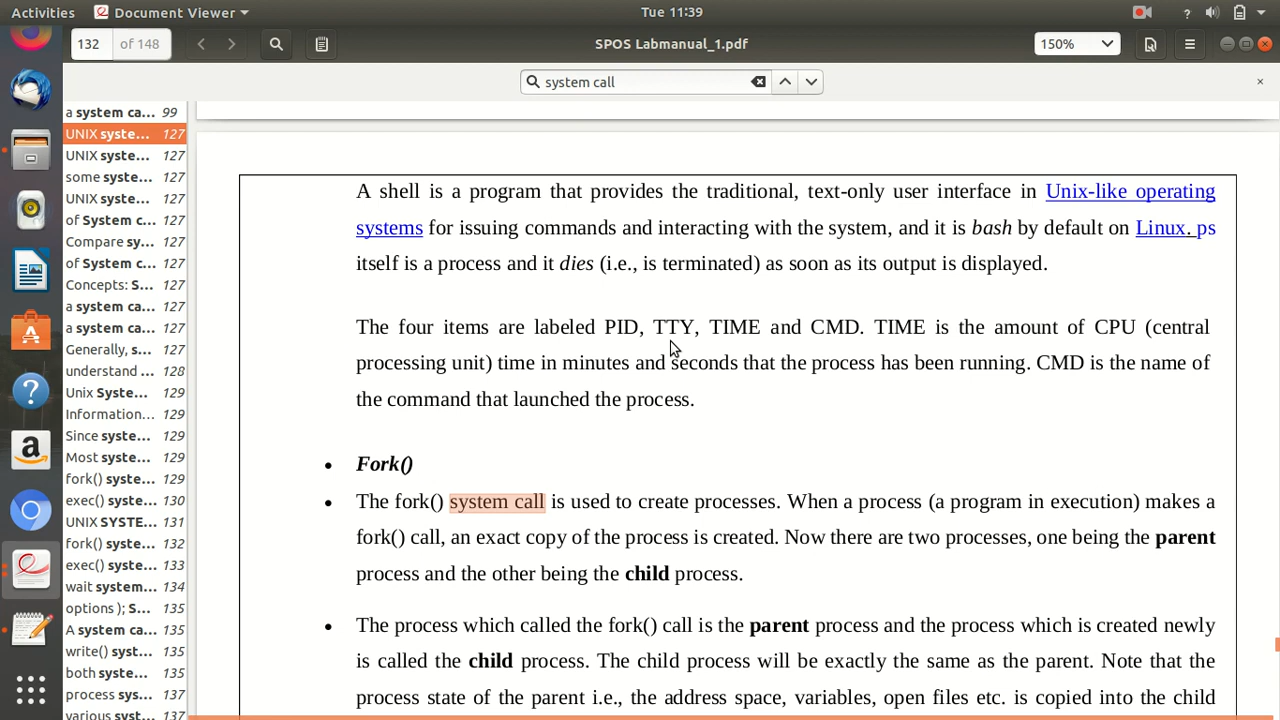 Activities Document Viewer Tue 11:39
132 of 148 SPOS Labmanual_1.pdf 150%
system call
a system ca... 99
UNIX syste... 127
UNIX syste... 127
some syste... 127
UNIX syste... 127
of System c... 127
Compare sy... 127
of System c... 127
Concepts: S... 127
a system ca... 127
a system ca... 127
Generally, s... 127
understand ... 128
Unix Syste... 129
Information... 129
Since syste... 129
Most syste... 129
fork() syste... 129
exec() syste... 130
UNIX SYSTE... 131
fork() syste... 132
exec() syste... 133
wait system... 134
options ); S... 135
A system ca... 135
write() syst... 135
both syste... 135
process sys... 137
various syst... 137
A shell is a program that provides the traditional, text-only user interface in Unix-like operating
systems for issuing commands and interacting with the system, and it is bash by default on Linux. ps
itself is a process and it dies (i.e., is terminated) as soon as its output is displayed.
The four items are labeled PID, TTY, TIME and CMD. TIME is the amount of CPU (central
processing unit) time in minutes and seconds that the process has been running. CMD is the name of
the command that launched the process.
• Fork()
• The fork() system call is used to create processes. When a process (a program in execution) makes a
fork() call, an exact copy of the process is created. Now there are two processes, one being the parent
process and the other being the child process.
• The process which called the fork() call is the parent process and the process which is created newly
is called the child process. The child process will be exactly the same as the parent. Note that the
process state of the parent i.e., the address space, variables, open files etc. is copied into the child